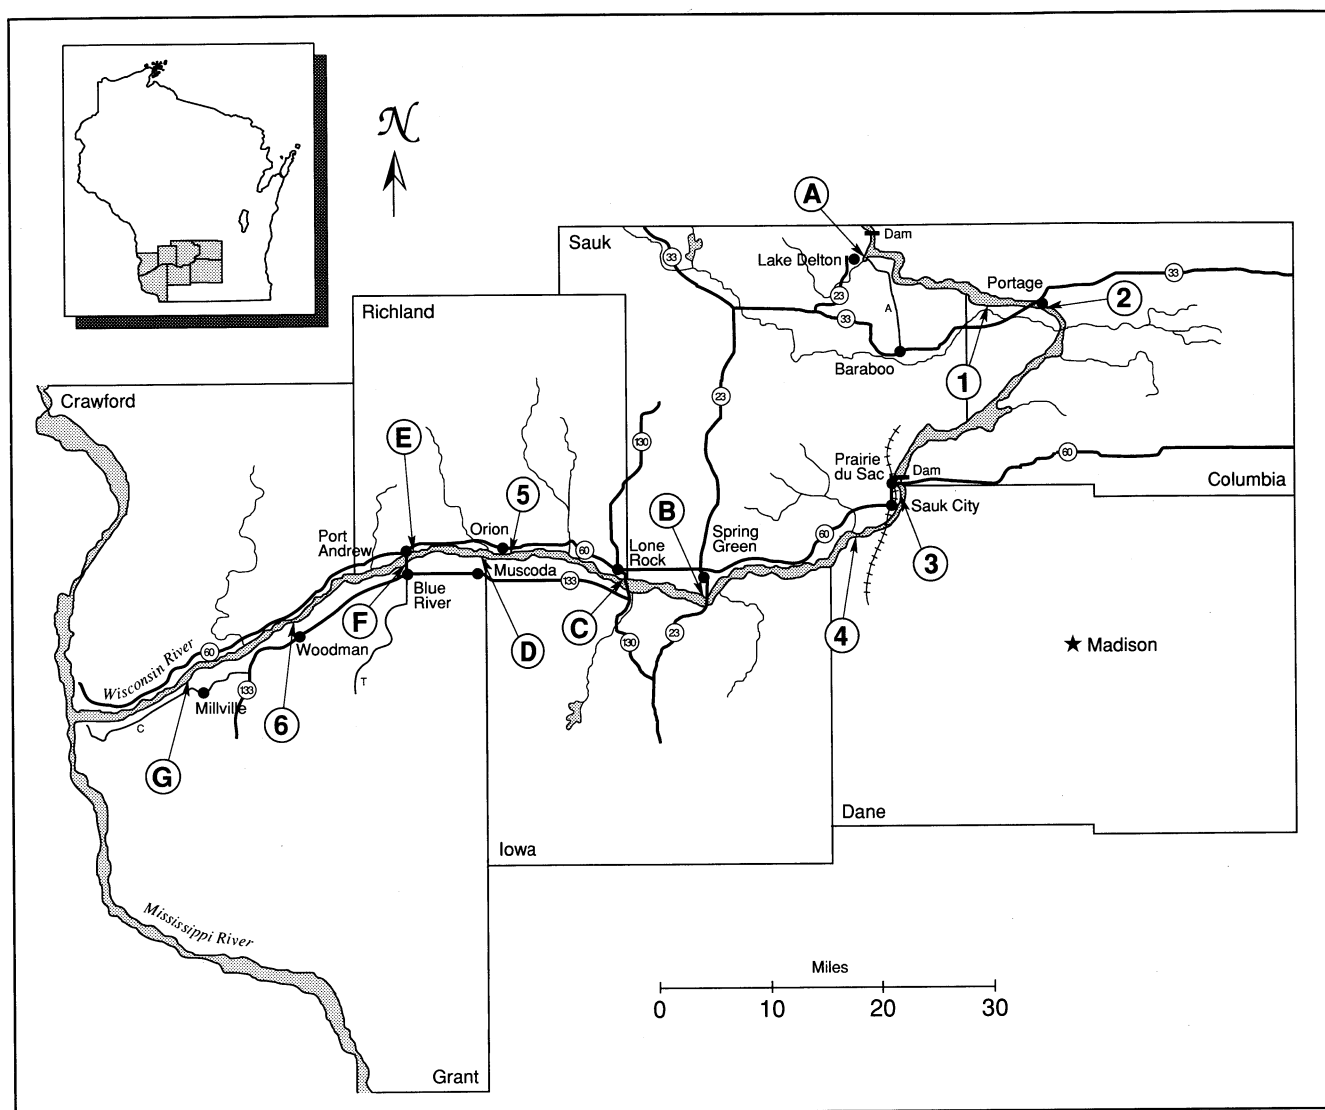 N
A
Sauk
Dam
33
Lake Delton
Portage
33
23
A
2
Richland
33
Baraboo
1
Crawford
23
E
130
60
Prairie
du Sac
Dam
Columbia
5
B
Sauk City
Port
Andrew
Orion
60
Lone
Rock
Spring
Green
60
3
Muscoda
133
Blue
River
F
C
D
4
Woodman
Wisconsin River
60
T
130
23
Madison
Millville
133
C
6
G
Dane
Iowa
Mississippi River
Miles
0 10 20 30
Grant